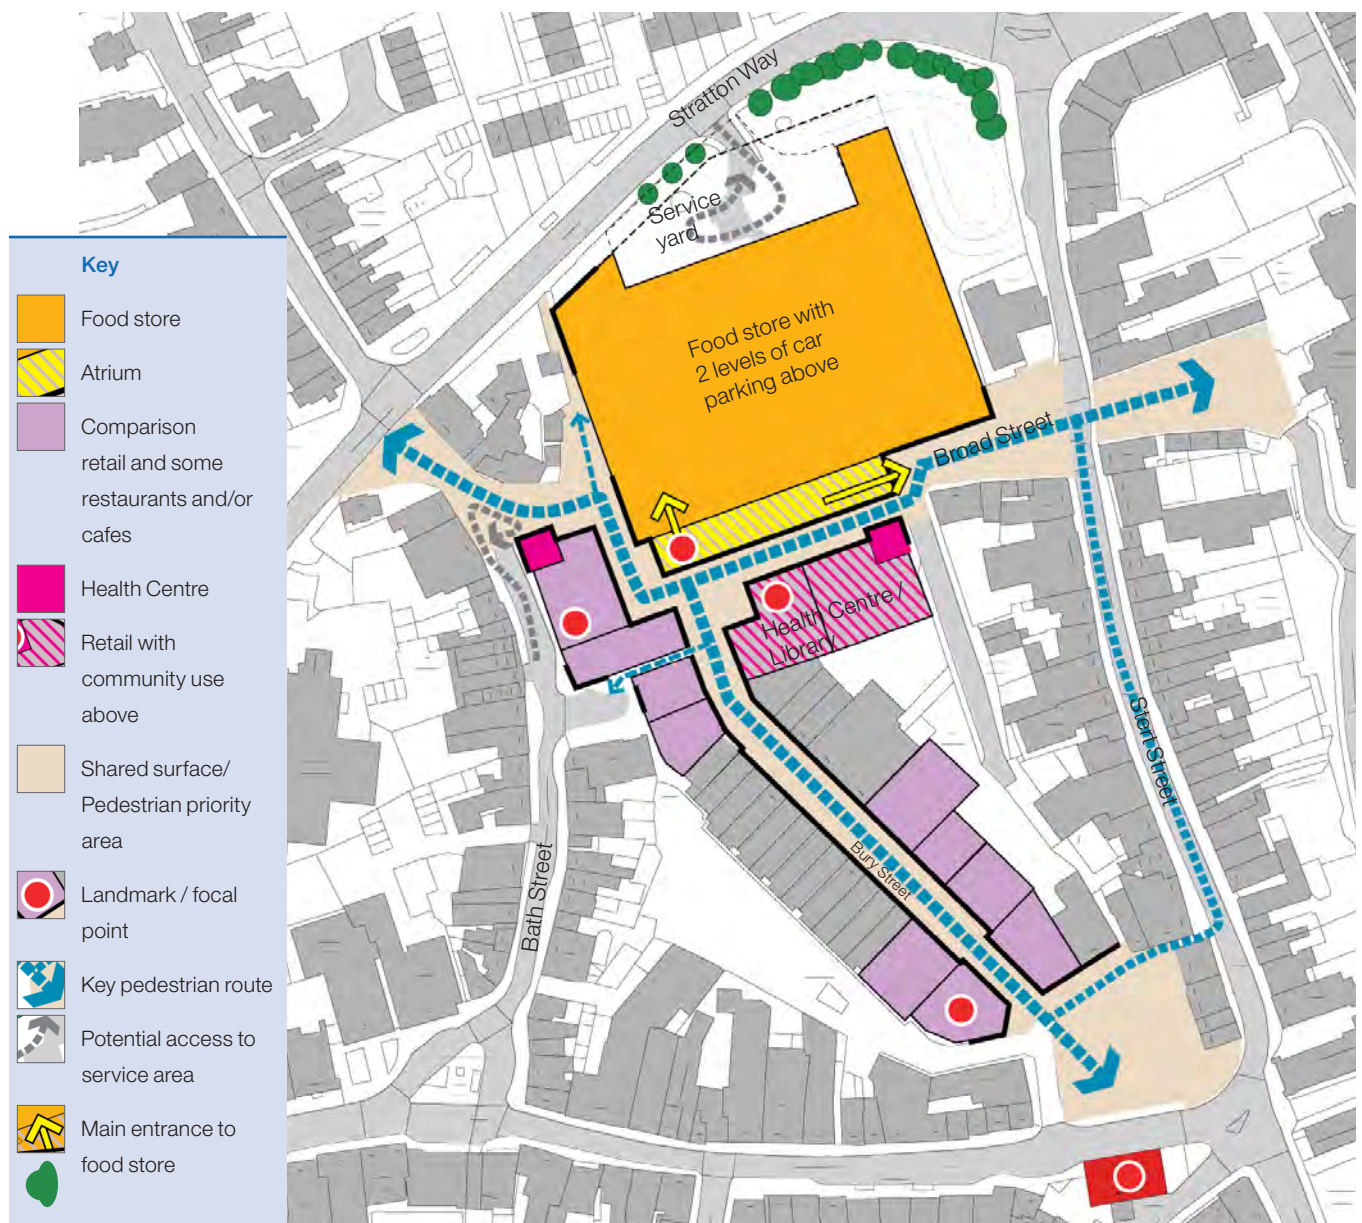 Stratton Way
Service
yard
Food store with
2 levels of car
parking above
Broad Street
Health Centre /
Library
Stert Street
Bury Street
Bath Street
Key
Food store
Atrium
Comparison
retail and some
restaurants and/or
cafes
Health Centre
Retail with
community use
above
Shared surface/
Pedestrian priority
area
Landmark / focal
point
Key pedestrian route
Potential access to
service area
Main entrance to
food store